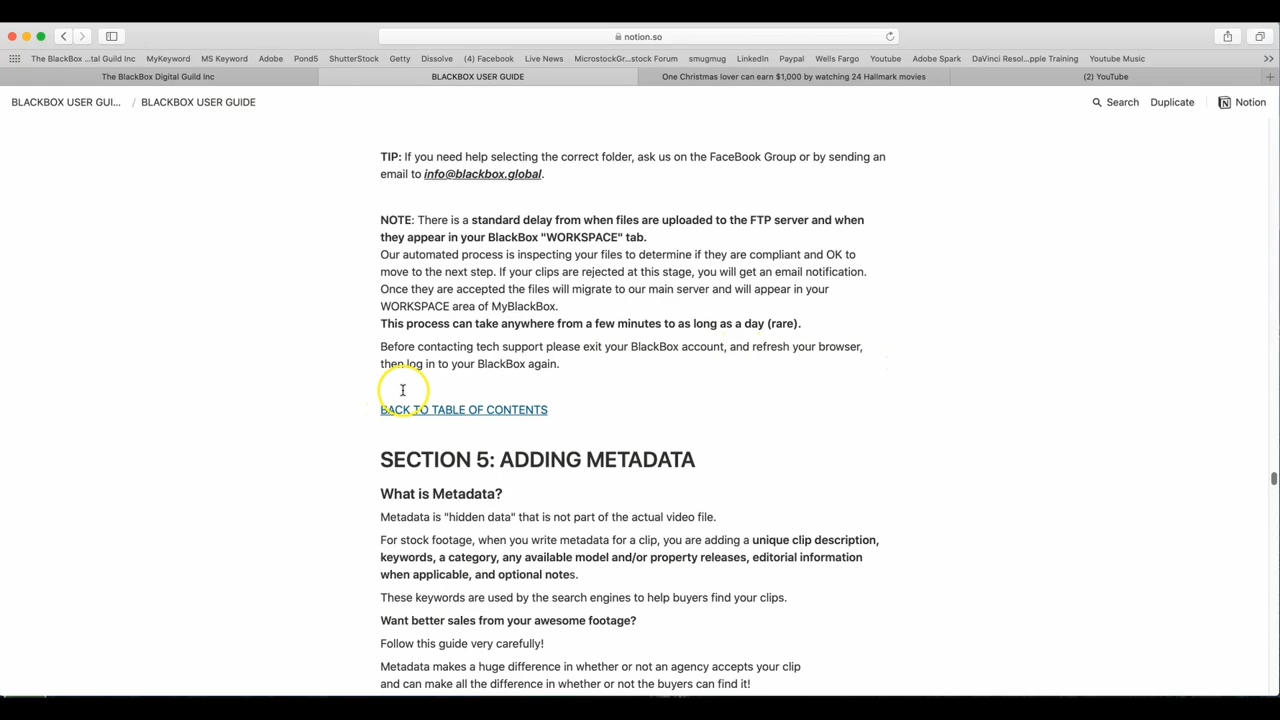 notion.so
The BlackBox ...tal Guild Inc MyKeyword MS Keyword Adobe Pond5 ShutterStock Getty Dissolve (4) Facebook Live News MicrostockGr...stock Forum smugmug LinkedIn Paypal Wells Fargo Youtube Adobe Spark DaVinci Resol...pple Training Youtube Music
The BlackBox Digital Guild Inc BLACKBOX USER GUIDE One Christmas lover can earn $1,000 by watching 24 Hallmark movies (2) YouTube
BLACKBOX USER GUI... / BLACKBOX USER GUIDE Search Duplicate Notion
TIP: If you need help selecting the correct folder, ask us on the FaceBook Group or by sending an
email to info@blackbox.global.
NOTE: There is a standard delay from when files are uploaded to the FTP server and when
they appear in your BlackBox "WORKSPACE" tab.
Our automated process is inspecting your files to determine if they are compliant and OK to
move to the next step. If your clips are rejected at this stage, you will get an email notification.
Once they are accepted the files will migrate to our main server and will appear in your
WORKSPACE area of MyBlackBox.
This process can take anywhere from a few minutes to as long as a day (rare).
Before contacting tech support please exit your BlackBox account, and refresh your browser,
then log in to your BlackBox again.
BACK TO TABLE OF CONTENTS
SECTION 5: ADDING METADATA
What is Metadata?
Metadata is "hidden data" that is not part of the actual video file.
For stock footage, when you write metadata for a clip, you are adding a unique clip description,
keywords, a category, any available model and/or property releases, editorial information
when applicable, and optional notes.
These keywords are used by the search engines to help buyers find your clips.
Want better sales from your awesome footage?
Follow this guide very carefully!
Metadata makes a huge difference in whether or not an agency accepts your clip
and can make all the difference in whether or not the buyers can find it!